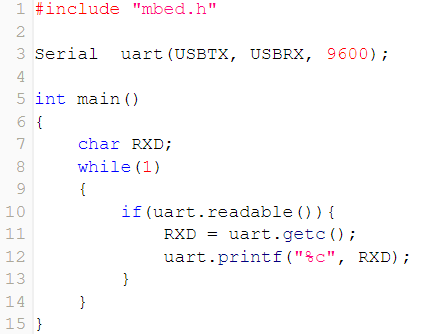 1 #include "mbed.h"
2
3 Serial  uart(USBTX, USBRX, 9600);
4
5 int main()
6 {
7     char RXD;
8     while(1)
9     {
10         if(uart.readable()){
11             RXD = uart.getc();
12             uart.printf("%c", RXD);
13         }
14     }
15 }